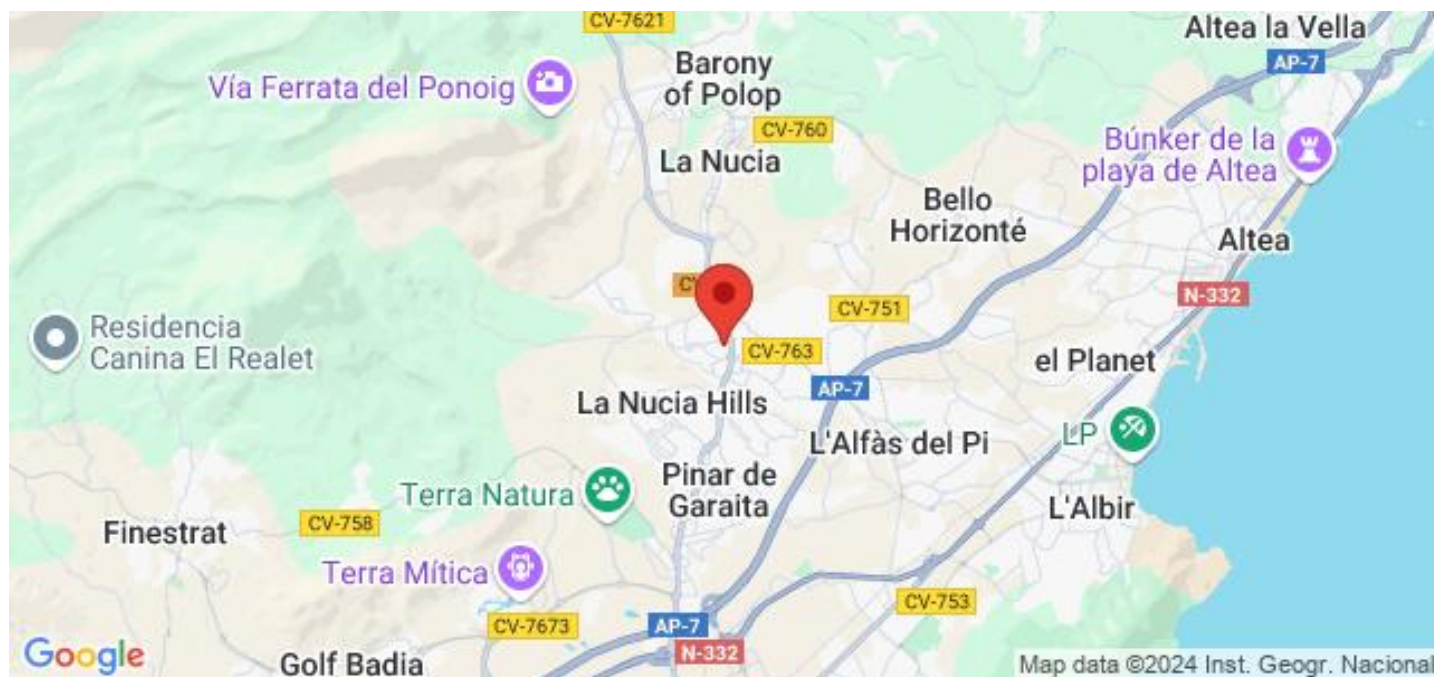 CV-7621
Altea la Vella
AP-7
Barony
of Polop
Vía Ferrata del Ponoig
CV-760
La Nucia
Búnker de la
playa de Altea
Bello
Horizonté
Altea
N-332
CV-751
Residencia
Canina El Realet
CV-763
el Planet
AP-7
La Nucia Hills
L'Alfàs del Pi
LP
Pinar de
Garaita
Terra Natura
L'Albir
CV-758
Finestrat
Terra Mítica
CV-753
CV-7673
AP-7
N-332
Google
Golf Badia
Map data ©2024 Inst. Geogr. Nacional